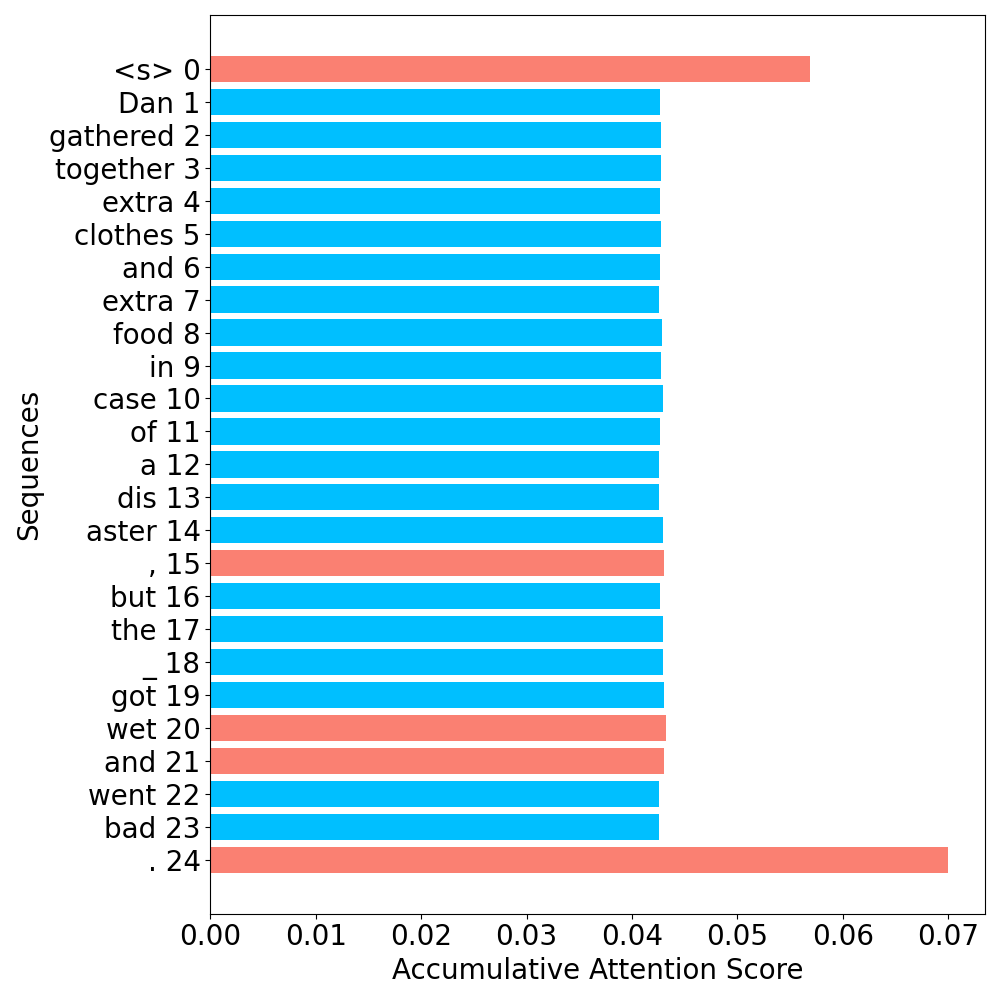 <s> 0
Dan 1
gathered 2
together 3
extra 4
clothes 5
and 6
extra 7
food 8
in 9
case 10
of 11
a 12
dis 13
aster 14
, 15
but 16
the 17
_ 18
got 19
wet 20
and 21
went 22
bad 23
. 24
Sequences
0.00 0.01 0.02 0.03 0.04 0.05 0.06 0.07
Accumulative Attention Score